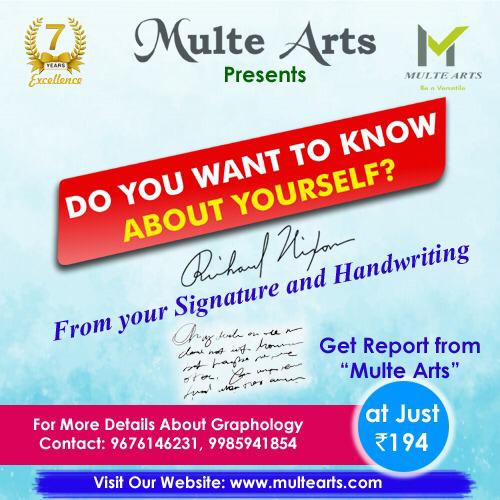 7
YEARS
Excellence
Multe Arts
Presents
MULTE ARTS
Be a Versatile
DO YOU WANT TO KNOW
ABOUT YOURSELF?
Richard Nixon
From your Signature and Handwriting
Get Report from
“Multe Arts”
at Just
₹194
For More Details About Graphology
Contact: 9676146231, 9985941854
Visit Our Website: www.multearts.com